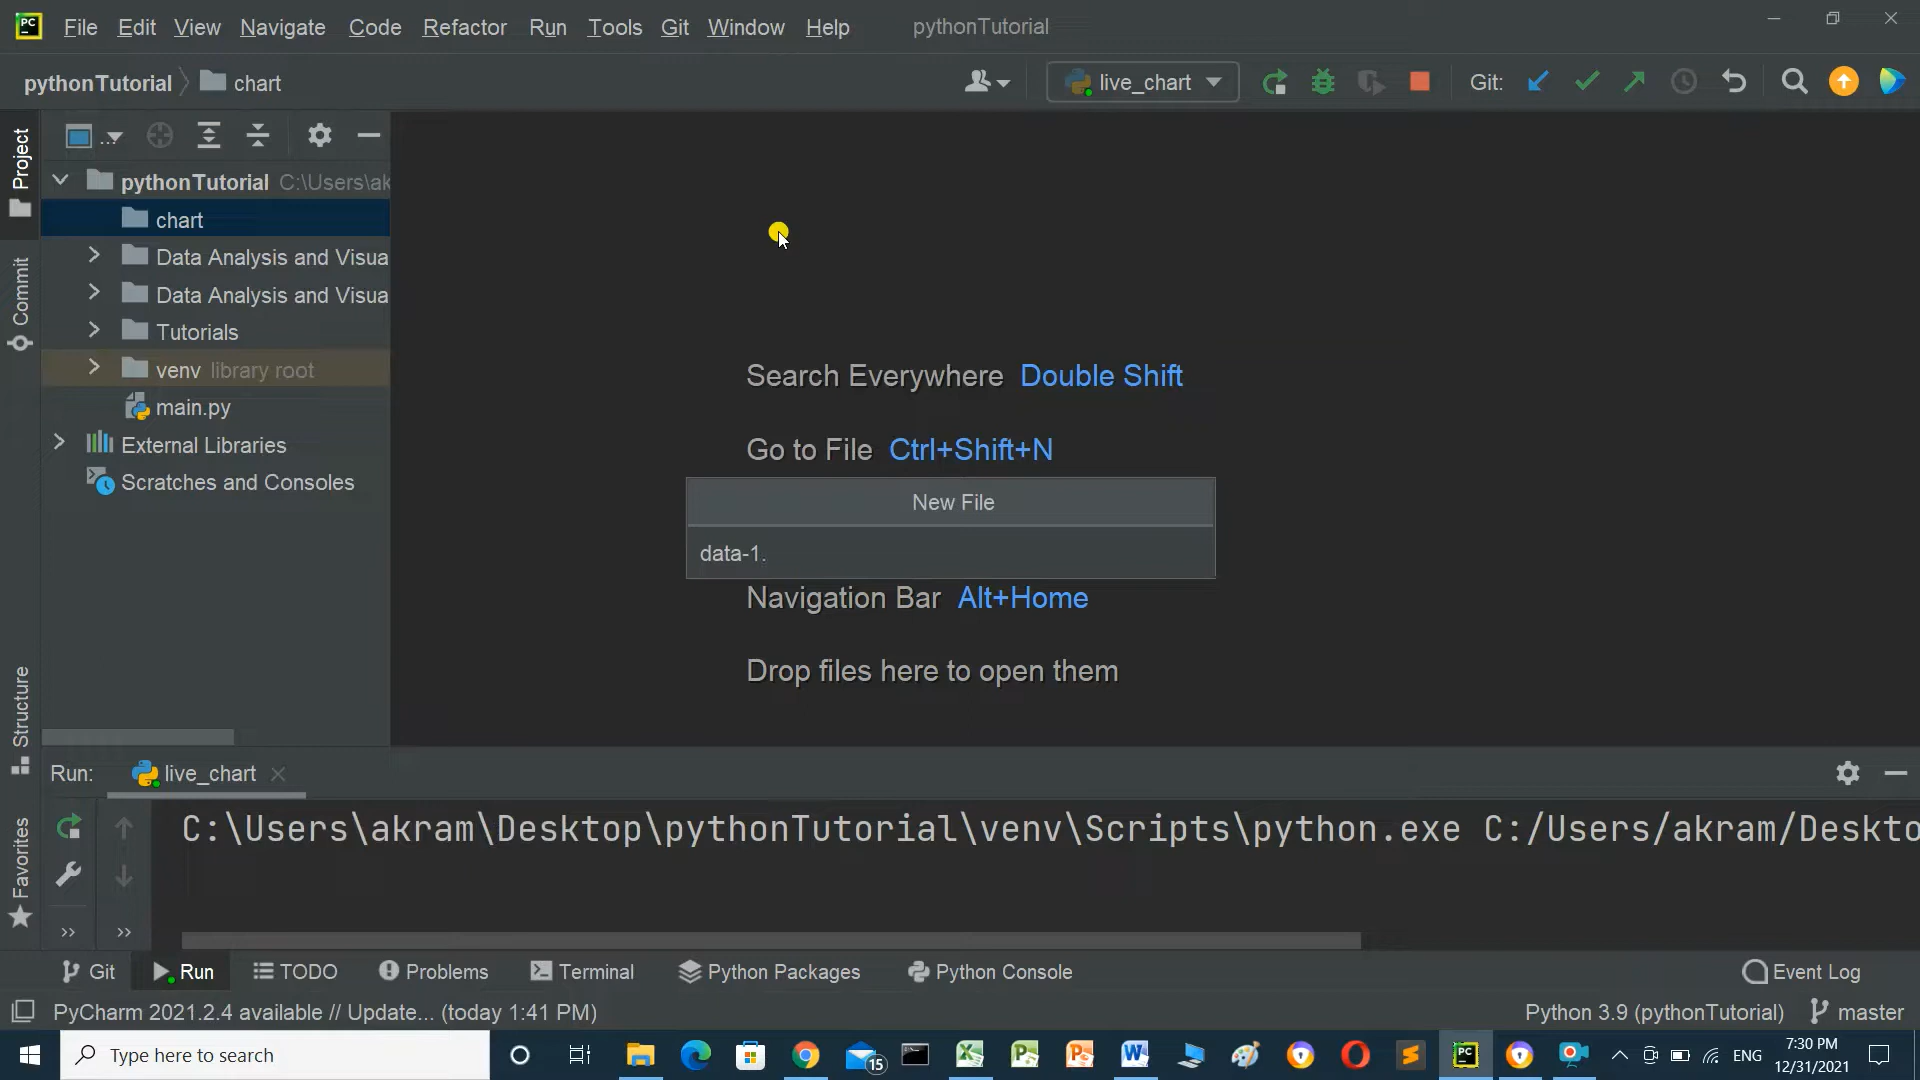 File Edit View Navigate Code Refactor Run Tools Git Window Help pythonTutorial
pythonTutorial chart live_chart Git:
Project
Commit
Structure
Favorites
...
pythonTutorial C:\Users\ak
chart
Data Analysis and Visua
Data Analysis and Visua
Tutorials
venv library root
main.py
External Libraries
Scratches and Consoles
Search Everywhere Double Shift
Go to File Ctrl+Shift+N
New File
data-1.
Navigation Bar Alt+Home
Drop files here to open them
Run: live_chart
C:\Users\akram\Desktop\pythonTutorial\venv\Scripts\python.exe C:/Users/akram/Deskto
Git Run TODO Problems Terminal Python Packages Python Console Event Log
PyCharm 2021.2.4 available // Update... (today 1:41 PM) Python 3.9 (pythonTutorial) master
Type here to search 15 ENG 7:30 PM
12/31/2021